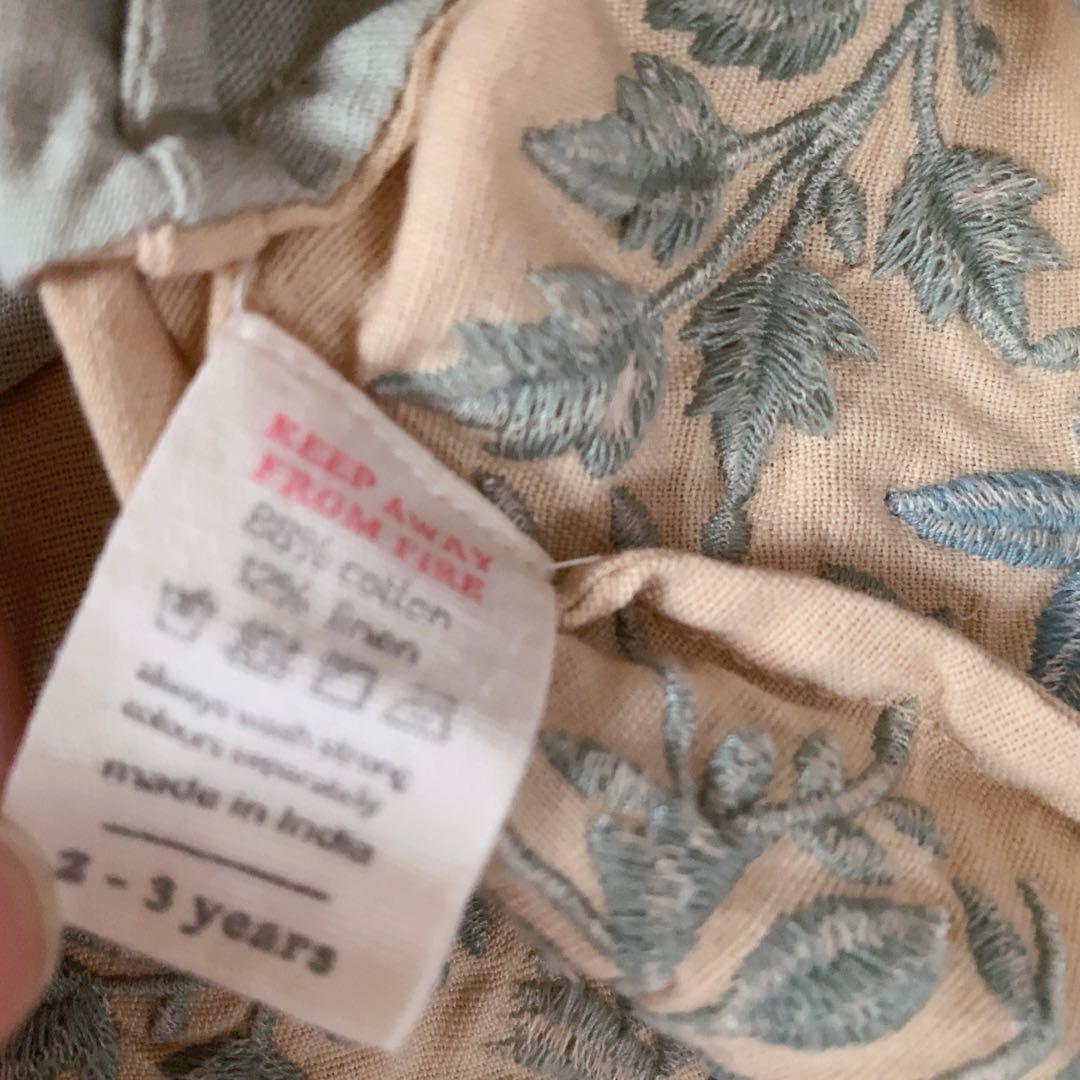 KEEP AWAY
FROM FIRE
88% cotton
12% linen
always wash strong
colours separately
made in India
2 - 3 years